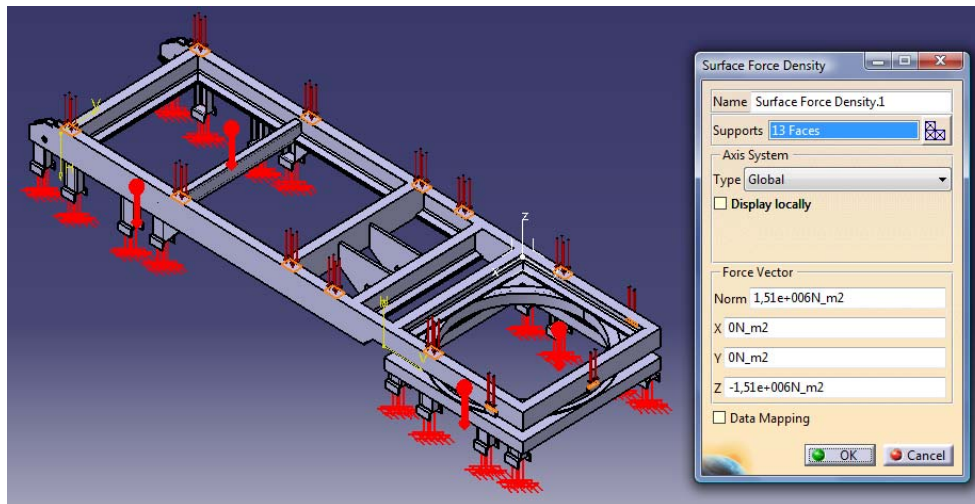 Surface Force Density
Name Surface Force Density.1
Supports 13 Faces
Axis System
Type Global
Display locally
Force Vector
Norm 1,51e+006N_m2
X 0N_m2
Y 0N_m2
Z -1,51e+006N_m2
Data Mapping
OK Cancel
z